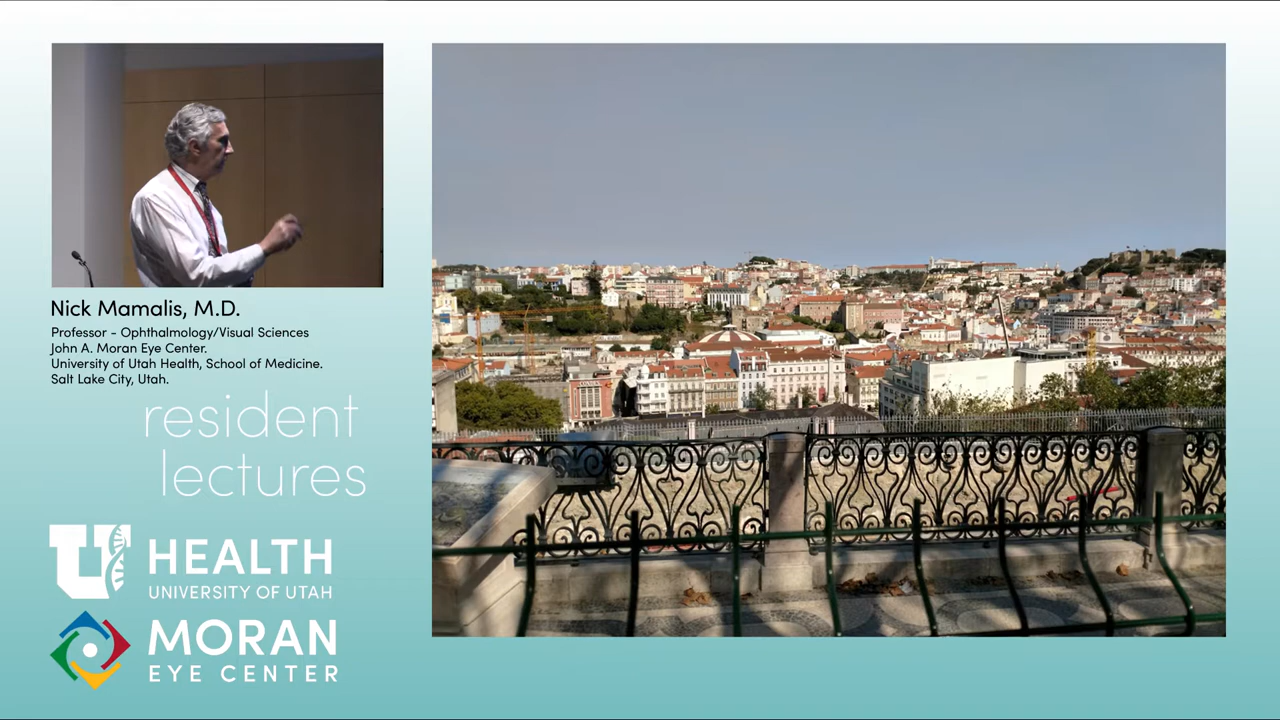 Nick Mamalis, M.D.
Professor - Ophthalmology/Visual Sciences
John A. Moran Eye Center.
University of Utah Health, School of Medicine.
Salt Lake City, Utah.
resident
lectures
U HEALTH
UNIVERSITY OF UTAH
MORAN
EYE CENTER